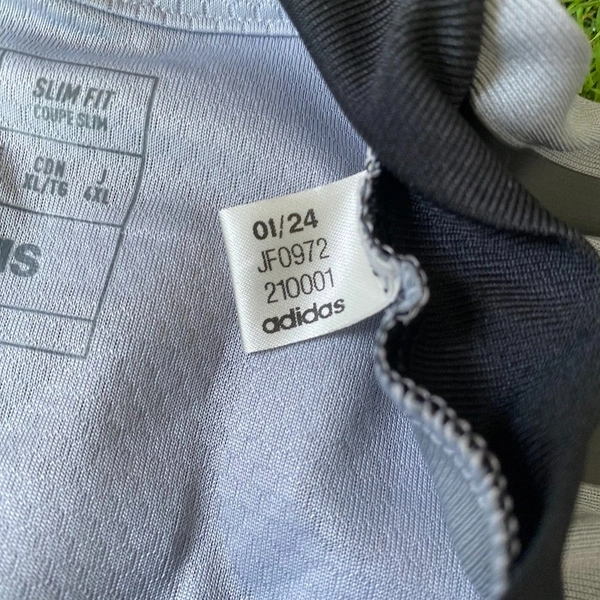 SLIM FIT
COUPE SLIM
CDN J
XL/TG 4XL
01/24
JF0972
210001
adidas